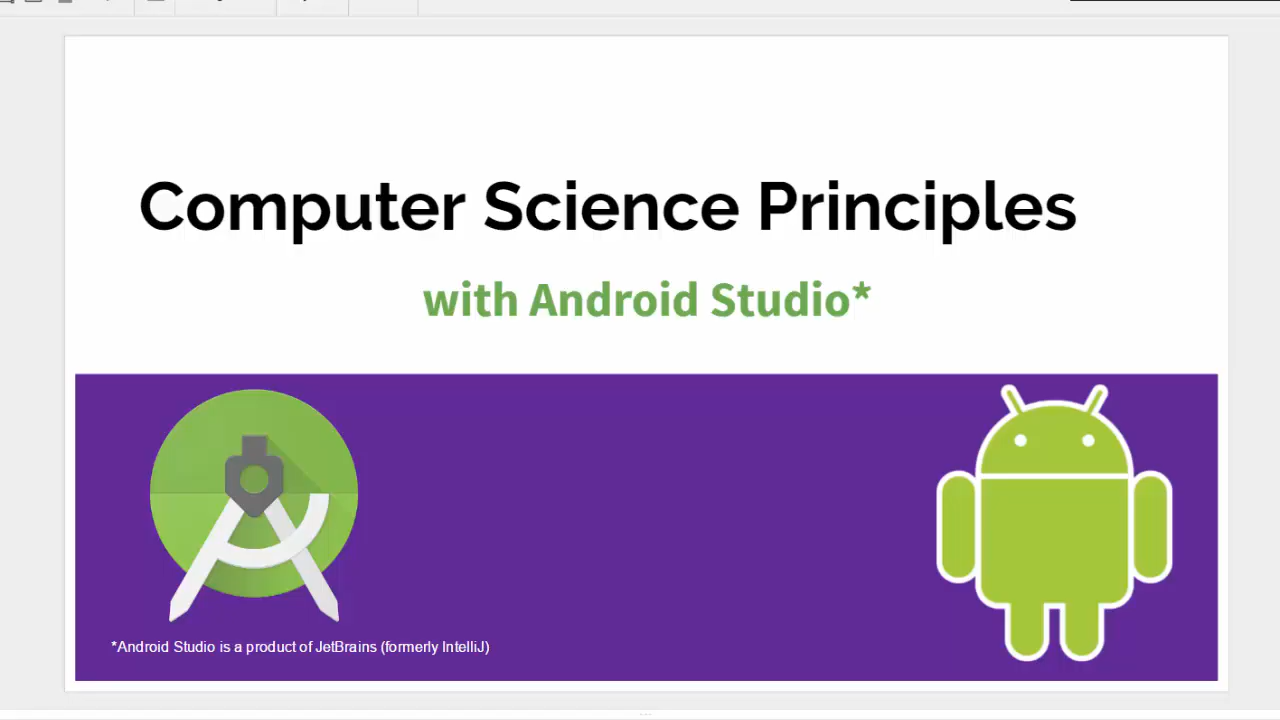 Computer Science Principles
with Android Studio*
*Android Studio is a product of JetBrains (formerly IntelliJ)